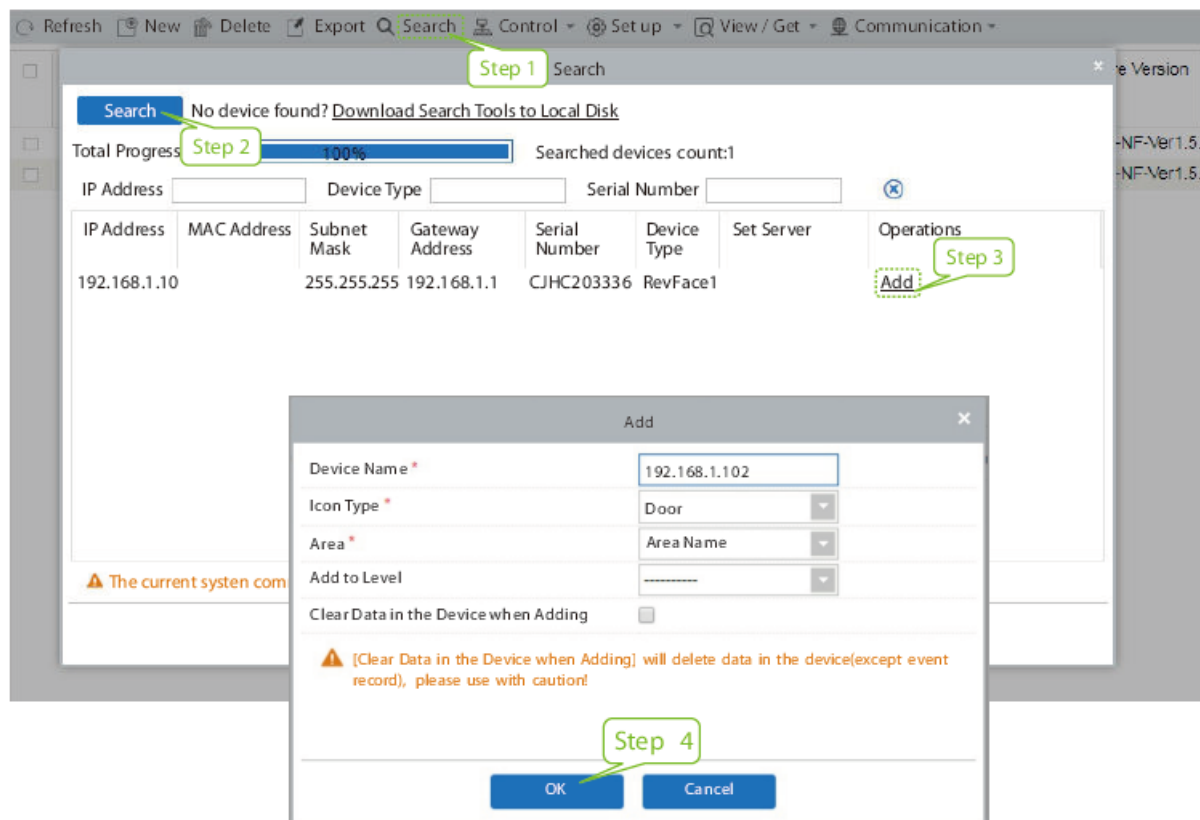 Refresh New Delete Export Search Control Set up View / Get Communication
Step 1
Search
re Version
Search No device found? Download Search Tools to Local Disk
Step 2
Total Progress 100% Searched devices count:1
-NF-Ver1.5.
IP Address Device Type Serial Number
-NF-Ver1.5.
IP Address MAC Address Subnet Mask Gateway Address Serial Number Device Type Set Server Operations
Step 3
192.168.1.10 255.255.255 192.168.1.1 CJHC203336 RevFace1 Add
Add
Device Name* 192.168.1.102
Icon Type* Door
Area* Area Name
Add to Level ----------
The current systen com
Clear Data in the Device when Adding
[Clear Data in the Device when Adding] will delete data in the device(except event
record), please use with caution!
Step 4
OK Cancel